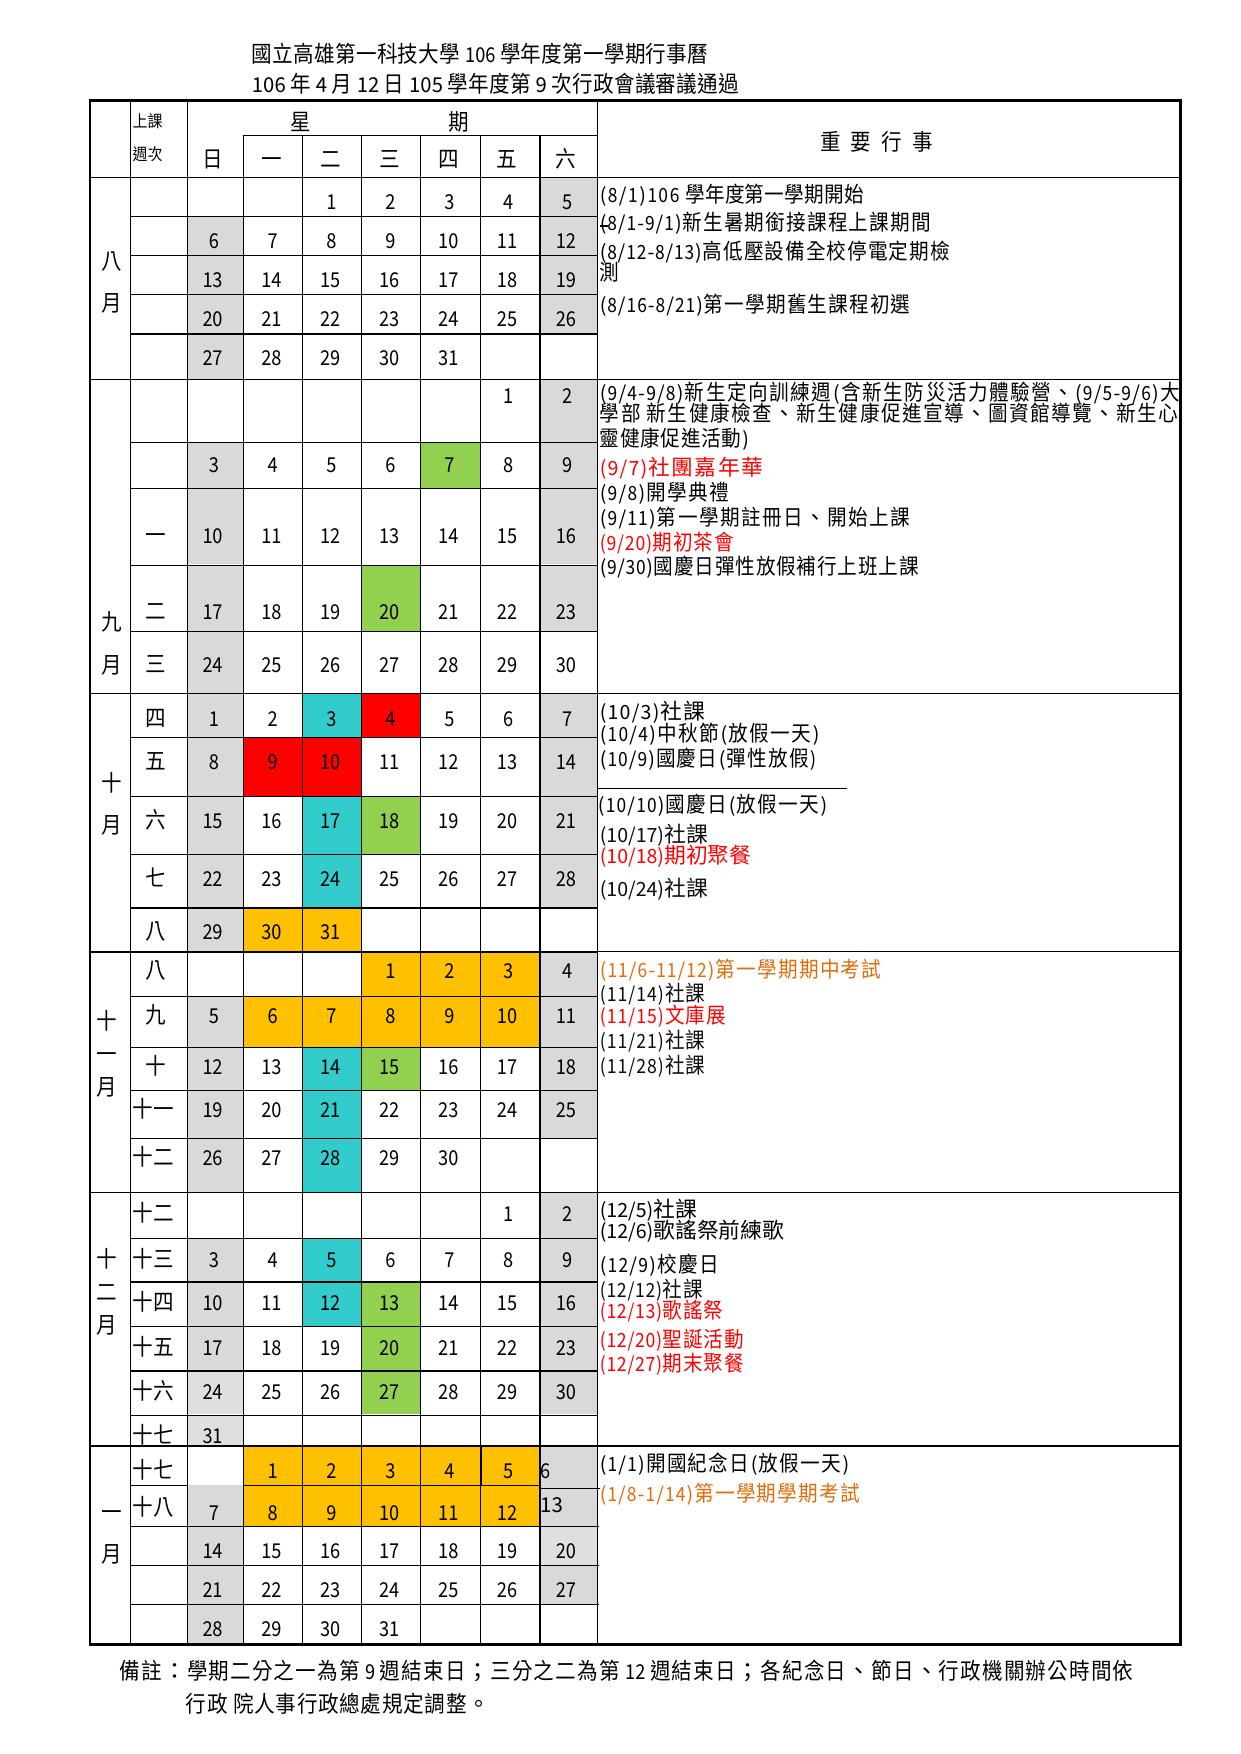 國立高雄第一科技大學 106 學年度第一學期行事曆
106 年 4 月 12 日 105 學年度第 9 次行政會議審議通過
上課 星 期 重 要 行 事
週次 日 一 二 三 四 五 六
八月
1 2 3 4 5
6 7 8 9 10 11 12
13 14 15 16 17 18 19
20 21 22 23 24 25 26
27 28 29 30 31
(8/1)106 學年度第一學期開始
(8/1-9/1)新生暑期銜接課程上課期間
(8/12-8/13)高低壓設備全校停電定期檢
測
(8/16-8/21)第一學期舊生課程初選
九月
1 2
3 4 5 6 7 8 9
一 10 11 12 13 14 15 16
二 17 18 19 20 21 22 23
三 24 25 26 27 28 29 30
(9/4-9/8)新生定向訓練週(含新生防災活力體驗營、(9/5-9/6)大
學部 新生健康檢查、新生健康促進宣導、圖資館導覽、新生心
靈健康促進活動)
(9/7)社團嘉年華
(9/8)開學典禮
(9/11)第一學期註冊日、開始上課
(9/20)期初茶會
(9/30)國慶日彈性放假補行上班上課
十月
四 1 2 3 4 5 6 7
五 8 9 10 11 12 13 14
六 15 16 17 18 19 20 21
七 22 23 24 25 26 27 28
八 29 30 31
(10/3)社課
(10/4)中秋節(放假一天)
(10/9)國慶日(彈性放假)
(10/10)國慶日(放假一天)
(10/17)社課
(10/18)期初聚餐
(10/24)社課
十一月
八 1 2 3 4
九 5 6 7 8 9 10 11
十 12 13 14 15 16 17 18
十一 19 20 21 22 23 24 25
十二 26 27 28 29 30
(11/6-11/12)第一學期期中考試
(11/14)社課
(11/15)文庫展
(11/21)社課
(11/28)社課
十二月
十二 1 2
十三 3 4 5 6 7 8 9
十四 10 11 12 13 14 15 16
十五 17 18 19 20 21 22 23
十六 24 25 26 27 28 29 30
十七 31
(12/5)社課
(12/6)歌謠祭前練歌
(12/9)校慶日
(12/12)社課
(12/13)歌謠祭
(12/20)聖誕活動
(12/27)期末聚餐
一月
十七 1 2 3 4 5 6
十八 7 8 9 10 11 12 13
14 15 16 17 18 19 20
21 22 23 24 25 26 27
28 29 30 31
(1/1)開國紀念日(放假一天)
(1/8-1/14)第一學期學期考試
備註：學期二分之一為第 9 週結束日；三分之二為第 12 週結束日；各紀念日、節日、行政機關辦公時間依
行政 院人事行政總處規定調整。